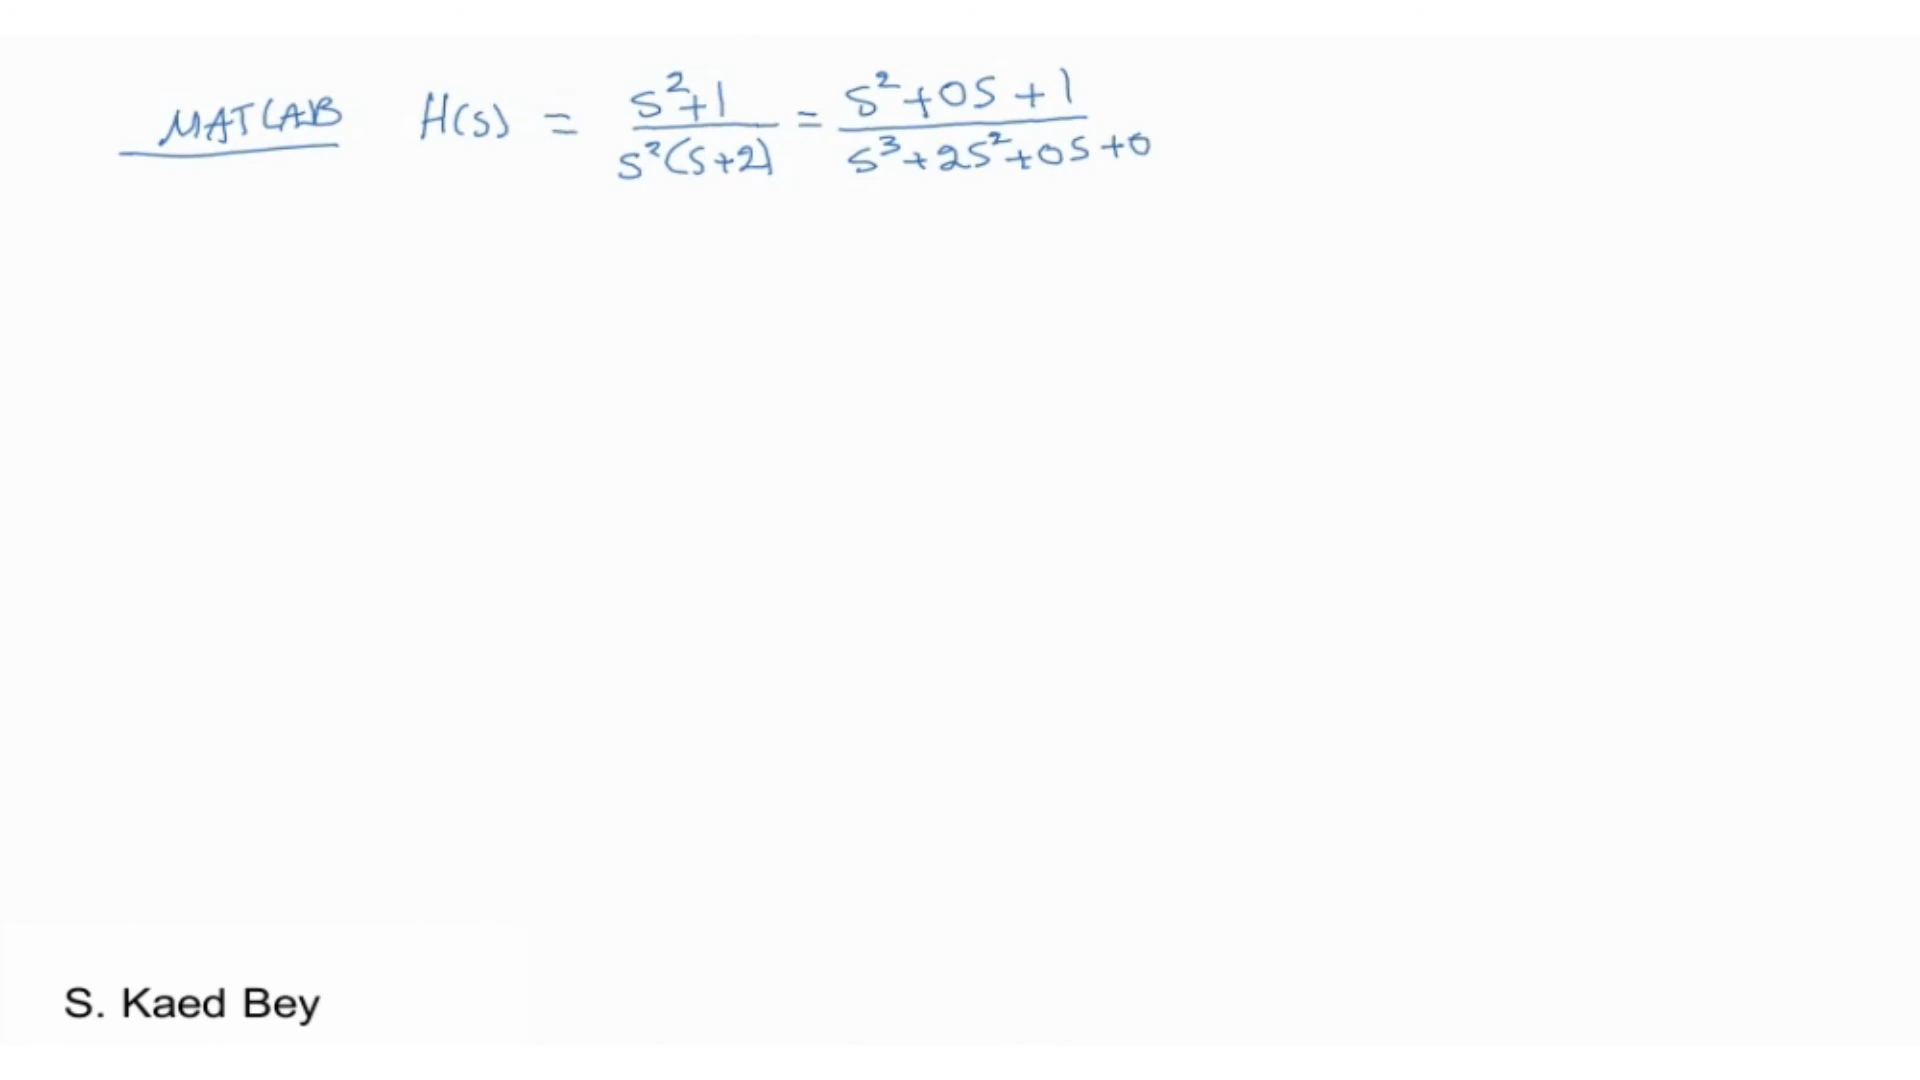 MATLAB H(s) = s²+1 / s²(s+2) = s²+0s+1 / s³+2s²+0s+0
S. Kaed Bey